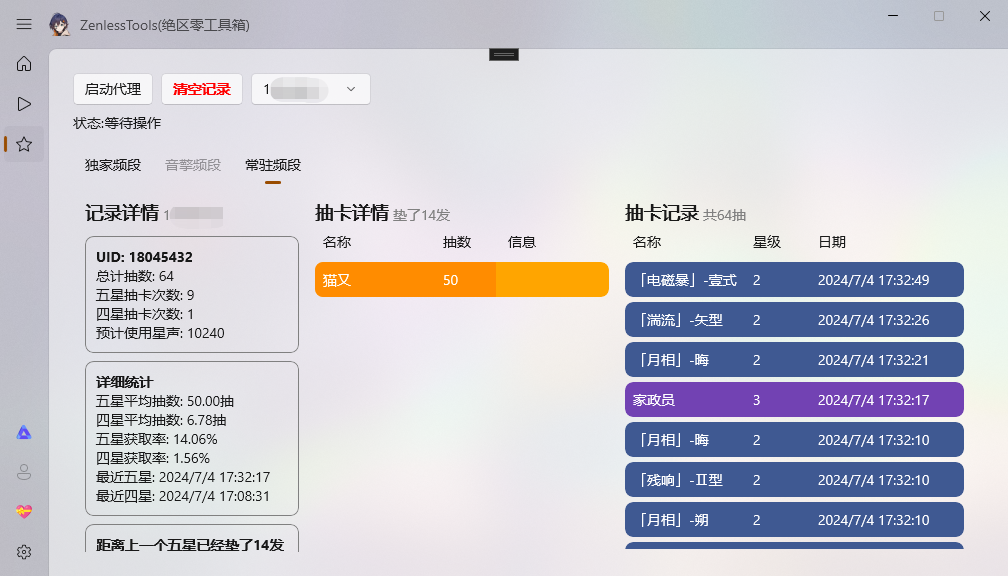 ZenlessTools(绝区零工具箱)
启动代理
清空记录
1
状态:等待操作
独家频段
音擎频段
常驻频段
记录详情 1
UID: 18045432
总计抽数: 64
五星抽卡次数: 9
四星抽卡次数: 1
预计使用星声: 10240
详细统计
五星平均抽数: 50.00抽
四星平均抽数: 6.78抽
五星获取率: 14.06%
四星获取率: 1.56%
最近五星: 2024/7/4 17:32:17
最近四星: 2024/7/4 17:08:31
距离上一个五星已经垫了14发
抽卡详情 垫了14发
名称 抽数 信息
猫又 50
抽卡记录 共64抽
名称 星级 日期
「电磁暴」-壹式 2 2024/7/4 17:32:49
「湍流」-矢型 2 2024/7/4 17:32:26
「月相」-晦 2 2024/7/4 17:32:21
家政员 3 2024/7/4 17:32:17
「月相」-晦 2 2024/7/4 17:32:10
「残响」-Ⅱ型 2 2024/7/4 17:32:10
「月相」-朔 2 2024/7/4 17:32:10